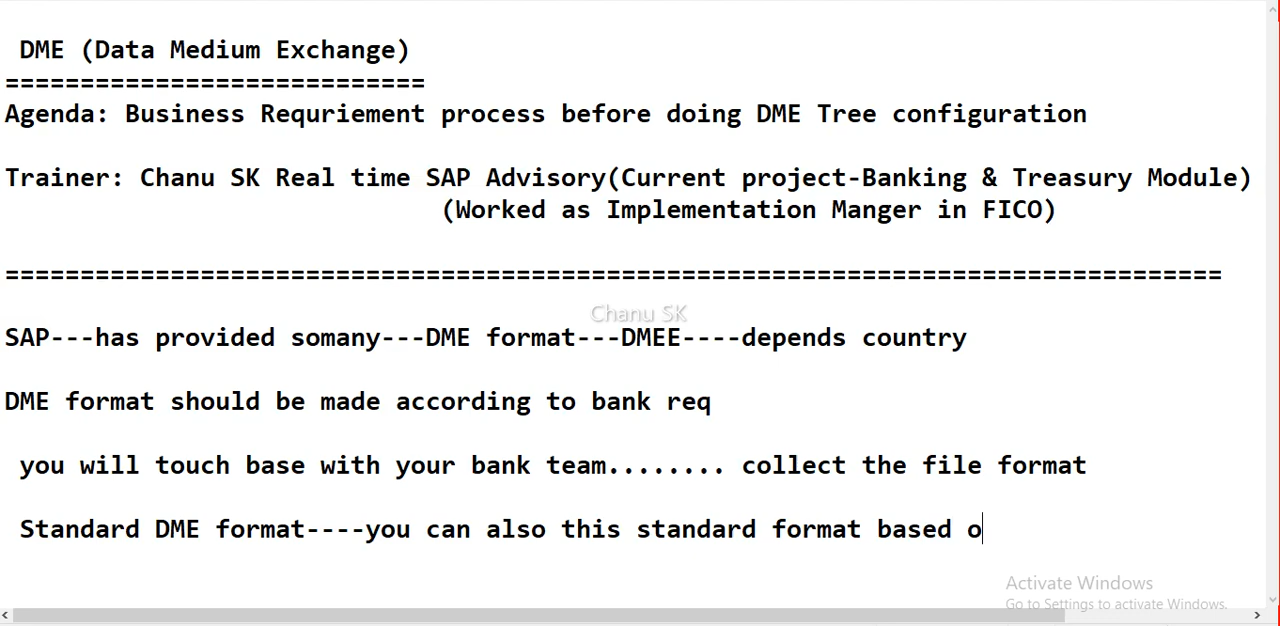 DME (Data Medium Exchange)
============================
Agenda: Business Requriement process before doing DME Tree configuration
Trainer: Chanu SK Real time SAP Advisory(Current project-Banking & Treasury Module)
(Worked as Implementation Manger in FICO)
=================================================================================
Chanu SK
SAP---has provided somany---DME format---DMEE----depends country
DME format should be made according to bank req
you will touch base with your bank team........ collect the file format
Standard DME format----you can also this standard format based o
Activate Windows
Go to Settings to activate Windows.